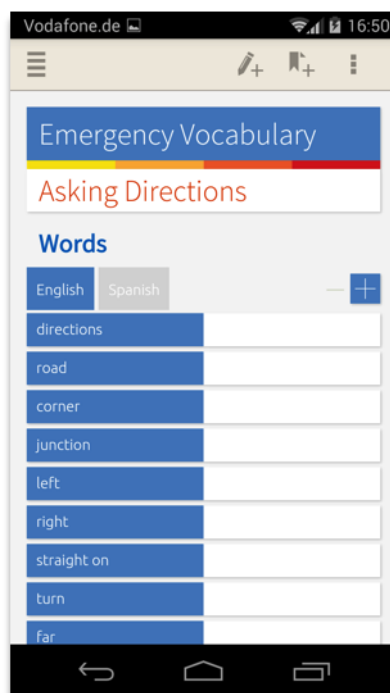 Vodafone.de 16:50
Emergency Vocabulary
Asking Directions
Words
English Spanish
directions
road
corner
junction
left
right
straight on
turn
far